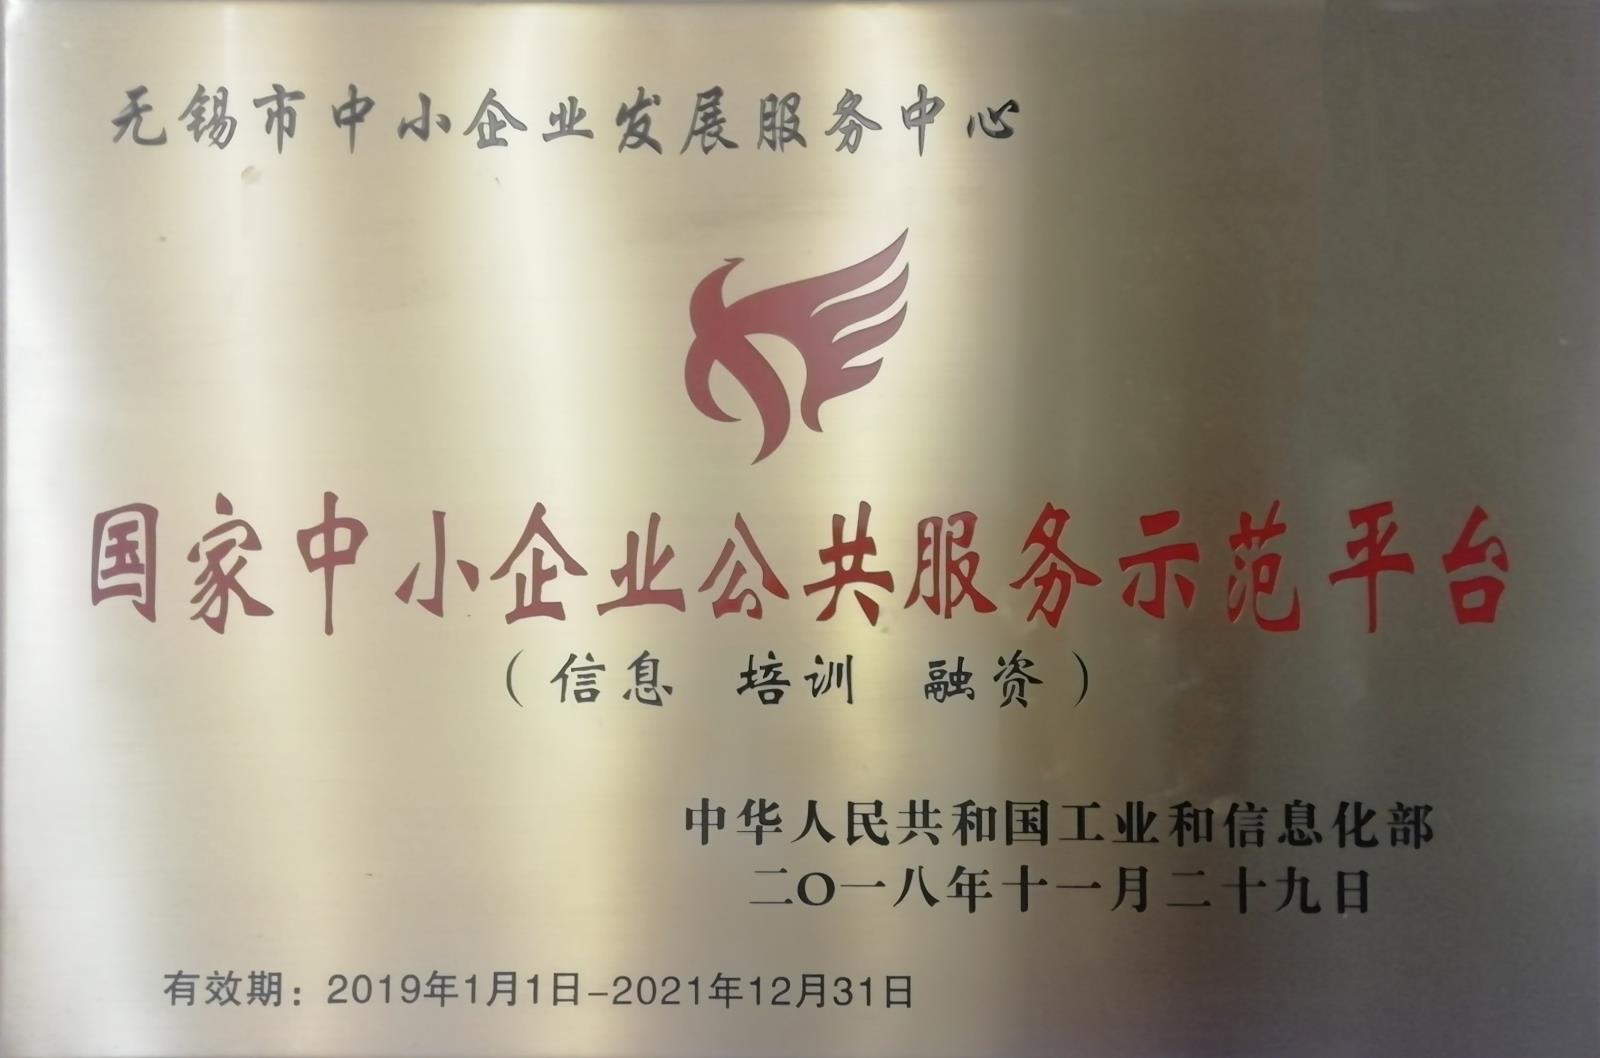 无锡市中小企业发展服务中心
国家中小企业公共服务示范平台
（信息 培训 融资）
中华人民共和国工业和信息化部
二〇一八年十一月二十九日
有效期：2019年1月1日-2021年12月31日